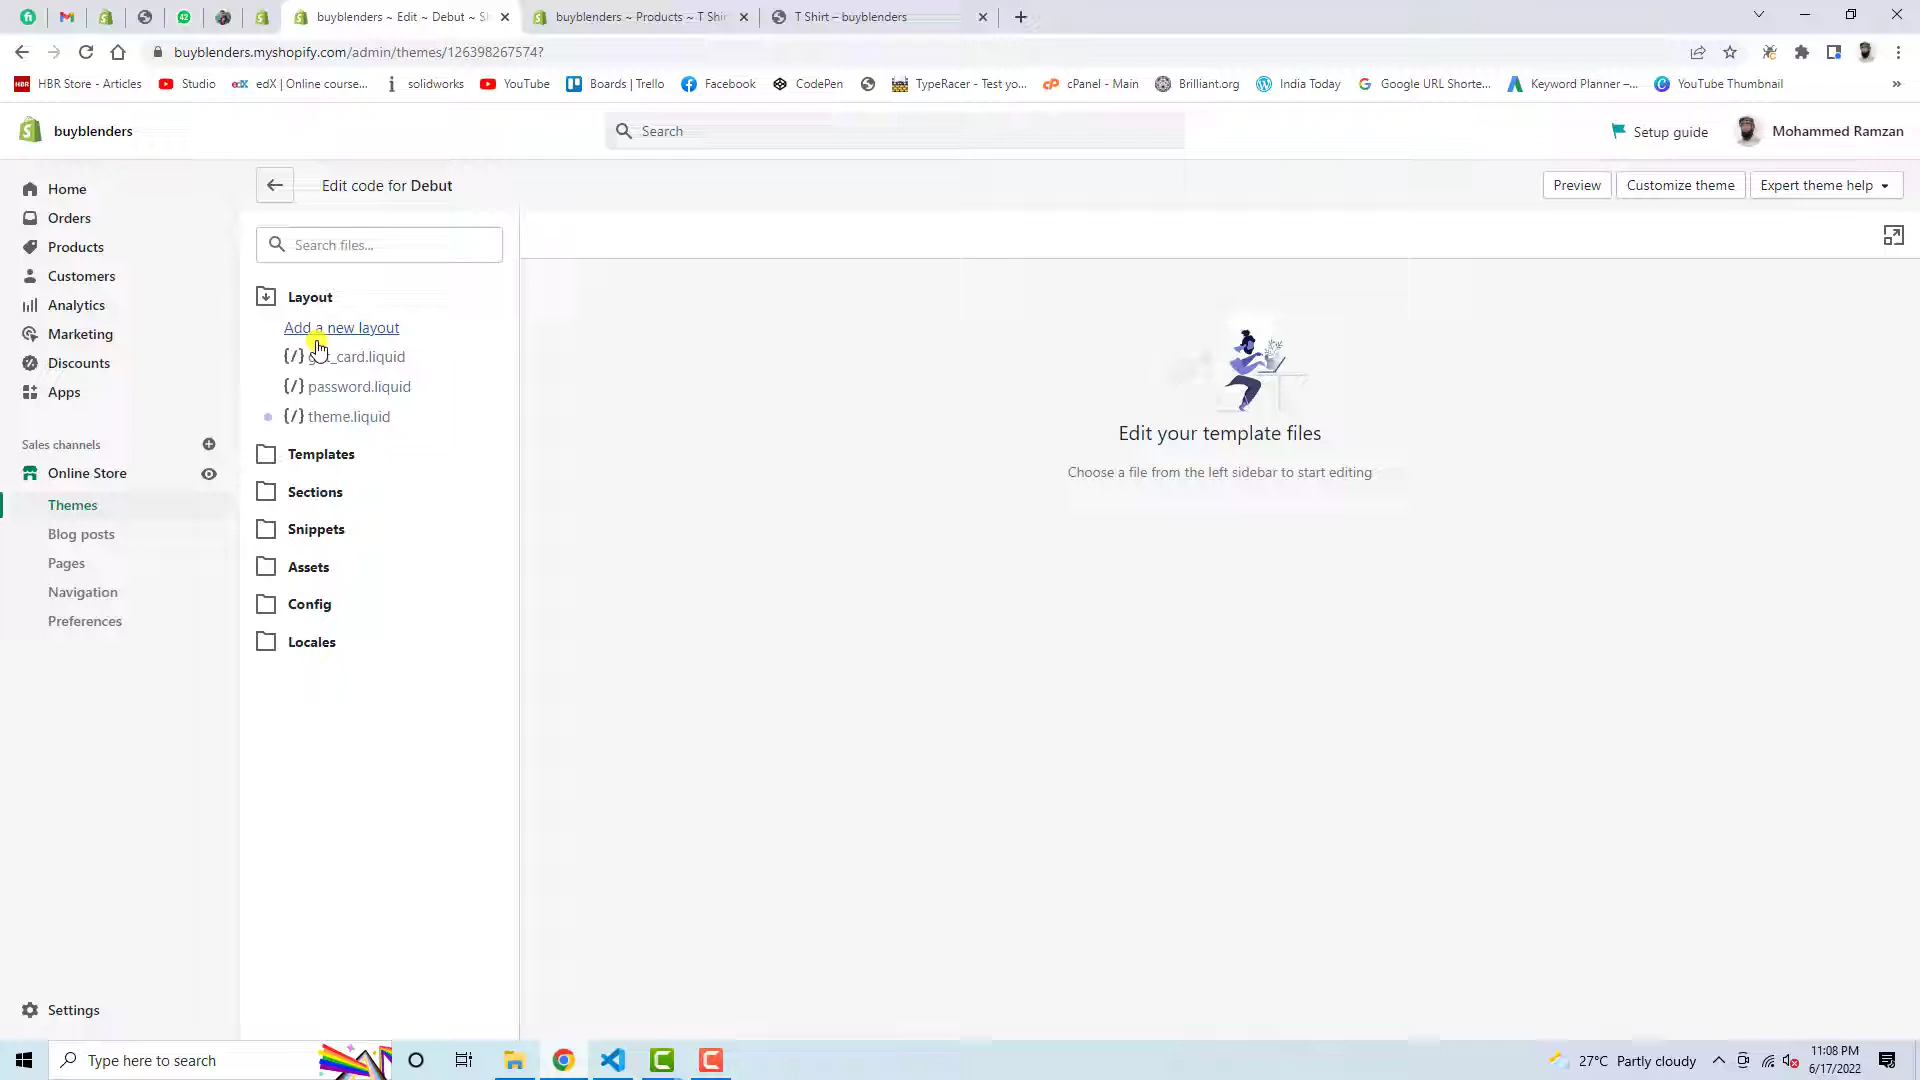 buyblenders ~ Edit ~ Debut ~ S
buyblenders ~ Products ~ T Shir
T Shirt – buyblenders
buyblenders.myshopify.com/admin/themes/126398267574?
HBR Store - Articles
Studio
edX | Online course...
solidworks
YouTube
Boards | Trello
Facebook
CodePen
TypeRacer - Test yo...
cPanel - Main
Brilliant.org
India Today
Google URL Shorte...
Keyword Planner –...
YouTube Thumbnail
»
buyblenders
Search
Setup guide
Mohammed Ramzan
Edit code for Debut
Preview
Customize theme
Expert theme help
Home
Orders
Products
Customers
Analytics
Marketing
Discounts
Apps
Sales channels
Online Store
Themes
Blog posts
Pages
Navigation
Preferences
Settings
Search files...
Layout
Add a new layout
{/} _card.liquid
{/} password.liquid
{/} theme.liquid
Templates
Sections
Snippets
Assets
Config
Locales
Edit your template files
Choose a file from the left sidebar to start editing
Type here to search
27°C Partly cloudy
11:08 PM
6/17/2022